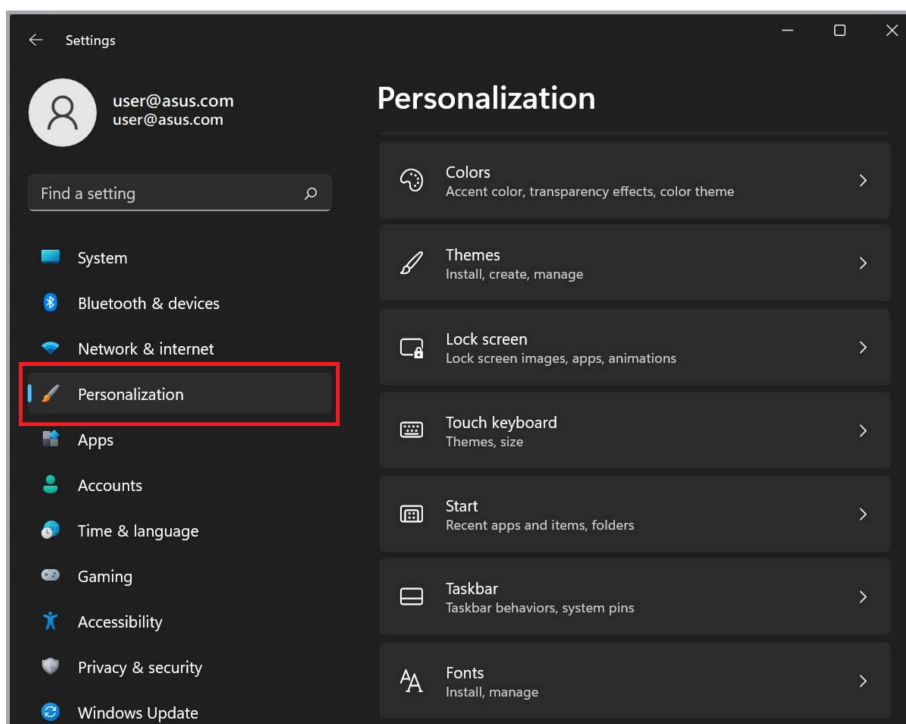 Settings
user@asus.com
user@asus.com
Find a setting
System
Bluetooth & devices
Network & internet
Personalization
Apps
Accounts
Time & language
Gaming
Accessibility
Privacy & security
Windows Update
Personalization
Colors
Accent color, transparency effects, color theme
Themes
Install, create, manage
Lock screen
Lock screen images, apps, animations
Touch keyboard
Themes, size
Start
Recent apps and items, folders
Taskbar
Taskbar behaviors, system pins
Fonts
Install, manage